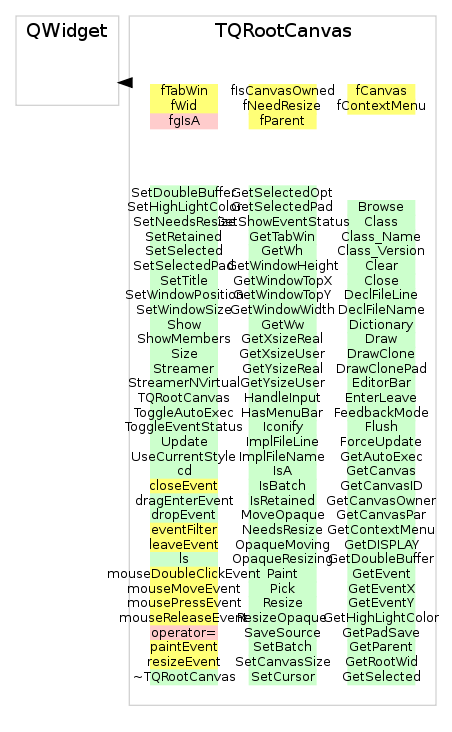 QWidget
TQRootCanvas
fTabWin fIsCanvasOwned fCanvas
fWid fNeedResize fContextMenu
fgIsA fParent
SetDoubleBuffer GetSelectedOpt
SetHighLightColor GetSelectedPad Browse
SetNeedsResize GetShowEventStatus Class
SetRetained GetTabWin Class_Name
SetSelected GetWh Class_Version
SetSelectedPad GetWindowHeight Clear
SetTitle GetWindowTopX Close
SetWindowPosition GetWindowTopY DeclFileLine
SetWindowSize GetWindowWidth DeclFileName
Show GetWw Dictionary
ShowMembers GetXsizeReal Draw
Size GetXsizeUser DrawClone
Streamer GetYsizeReal DrawClonePad
StreamerNVirtual GetYsizeUser EditorBar
TQRootCanvas HandleInput EnterLeave
ToggleAutoExec HasMenuBar FeedbackMode
ToggleEventStatus Iconify Flush
Update ImplFileLine ForceUpdate
UseCurrentStyle ImplFileName GetAutoExec
cd IsA GetCanvas
closeEvent IsBatch GetCanvasID
dragEnterEvent IsRetained GetCanvasOwner
dropEvent MoveOpaque GetCanvasPar
eventFilter NeedsResize GetContextMenu
leaveEvent OpaqueMoving GetDISPLAY
ls OpaqueResizing GetDoubleBuffer
mouseDoubleClickEvent Paint GetEvent
mouseMoveEvent Pick GetEventX
mousePressEvent Resize GetEventY
mouseReleaseEvent ResizeOpaque GetHighLightColor
operator= SaveSource GetPadSave
paintEvent SetBatch GetParent
resizeEvent SetCanvasSize GetRootWid
~TQRootCanvas SetCursor GetSelected